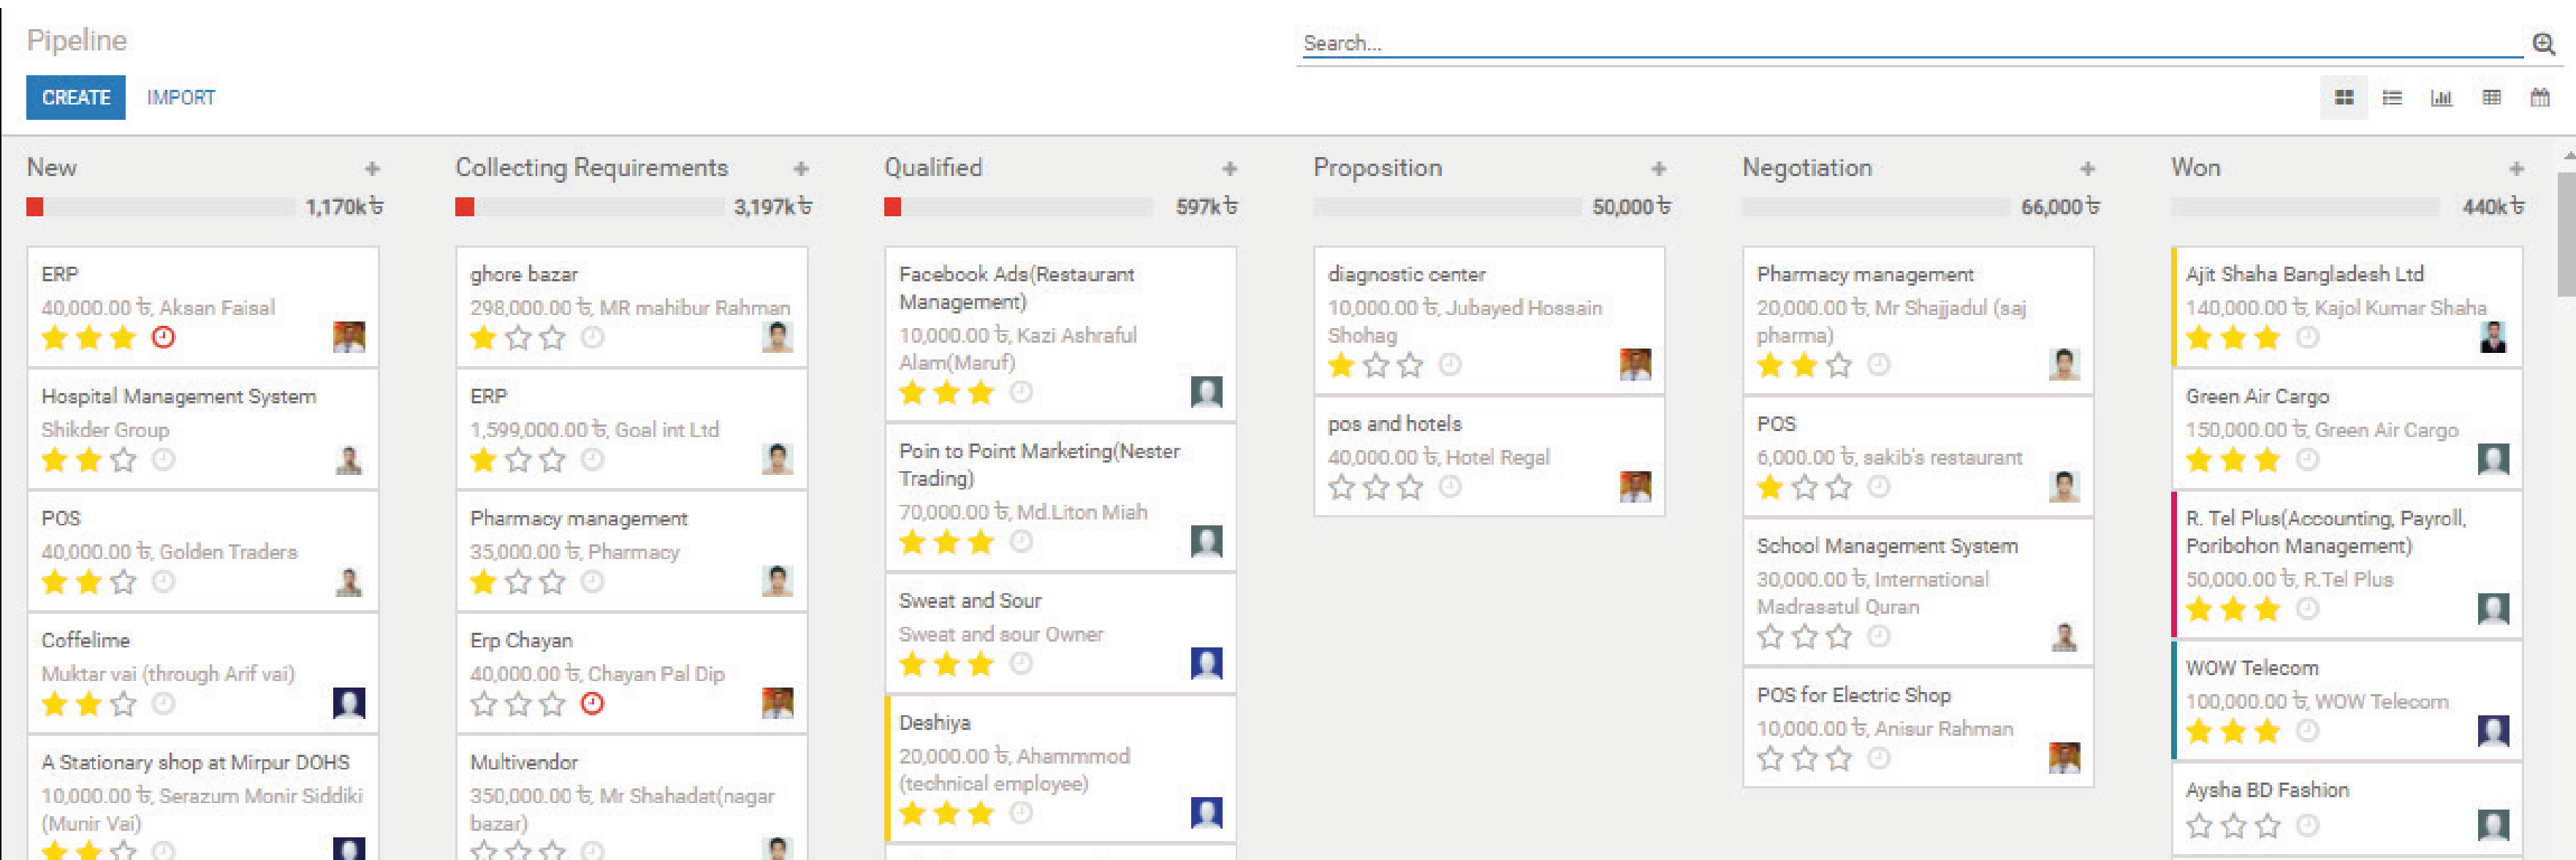 Pipeline
Search...
CREATE IMPORT
New
1,170k ৳
ERP
40,000.00 ৳, Aksan Faisal
Hospital Management System
Shikder Group
POS
40,000.00 ৳, Golden Traders
Coffelime
Muktar vai (through Arif vai)
A Stationary shop at Mirpur DOHS
10,000.00 ৳, Serazum Monir Siddiki
(Munir Vai)
Collecting Requirements
3,197k ৳
ghore bazar
298,000.00 ৳, MR mahibur Rahman
ERP
1,599,000.00 ৳, Goal int Ltd
Pharmacy management
35,000.00 ৳, Pharmacy
Erp Chayan
40,000.00 ৳, Chayan Pal Dip
Multivendor
350,000.00 ৳, Mr Shahadat(nagar
bazar)
Qualified
597k ৳
Facebook Ads(Restaurant
Management)
10,000.00 ৳, Kazi Ashraful
Alam(Maruf)
Poin to Point Marketing(Nester
Trading)
70,000.00 ৳, Md.Liton Miah
Sweat and Sour
Sweat and sour Owner
Deshiya
20,000.00 ৳, Ahammmod
(technical employee)
Proposition
50,000 ৳
diagnostic center
10,000.00 ৳, Jubayed Hossain
Shohag
pos and hotels
40,000.00 ৳, Hotel Regal
Negotiation
66,000 ৳
Pharmacy management
20,000.00 ৳, Mr Shajjadul (saj
pharma)
POS
6,000.00 ৳, sakib's restaurant
School Management System
30,000.00 ৳, International
Madrasatul Quran
POS for Electric Shop
10,000.00 ৳, Anisur Rahman
Won
440k ৳
Ajit Shaha Bangladesh Ltd
140,000.00 ৳, Kajol Kumar Shaha
Green Air Cargo
150,000.00 ৳, Green Air Cargo
R. Tel Plus(Accounting, Payroll,
Poribohon Management)
50,000.00 ৳, R.Tel Plus
WOW Telecom
100,000.00 ৳, WOW Telecom
Aysha BD Fashion